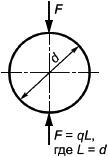 F
d
F = qL,
где L = d